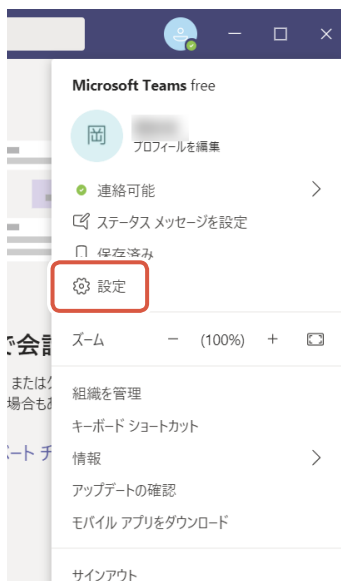 Microsoft Teams free
岡
プロフィールを編集
連絡可能
ステータス メッセージを設定
保存済み
設定
ズーム － (100%) +
で会議
または
場合もあ
組織を管理
キーボード ショートカット
ート チ
情報
アップデートの確認
モバイル アプリをダウンロード
サインアウト